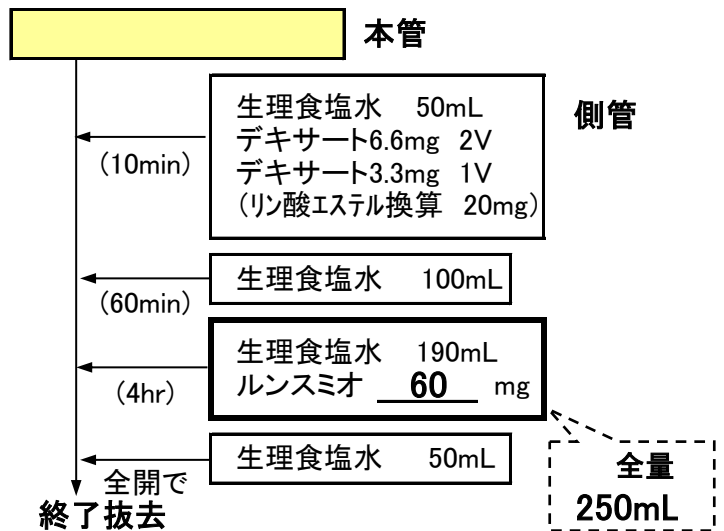 本管
側管
生理食塩水 50mL
デキサート6.6mg 2V
デキサート3.3mg 1V
(リン酸エステル換算 20mg)
(10min)
生理食塩水 100mL
(60min)
生理食塩水 190mL
ルンスミオ 60 mg
(4hr)
生理食塩水 50mL
全開で
終了抜去
全量
250mL